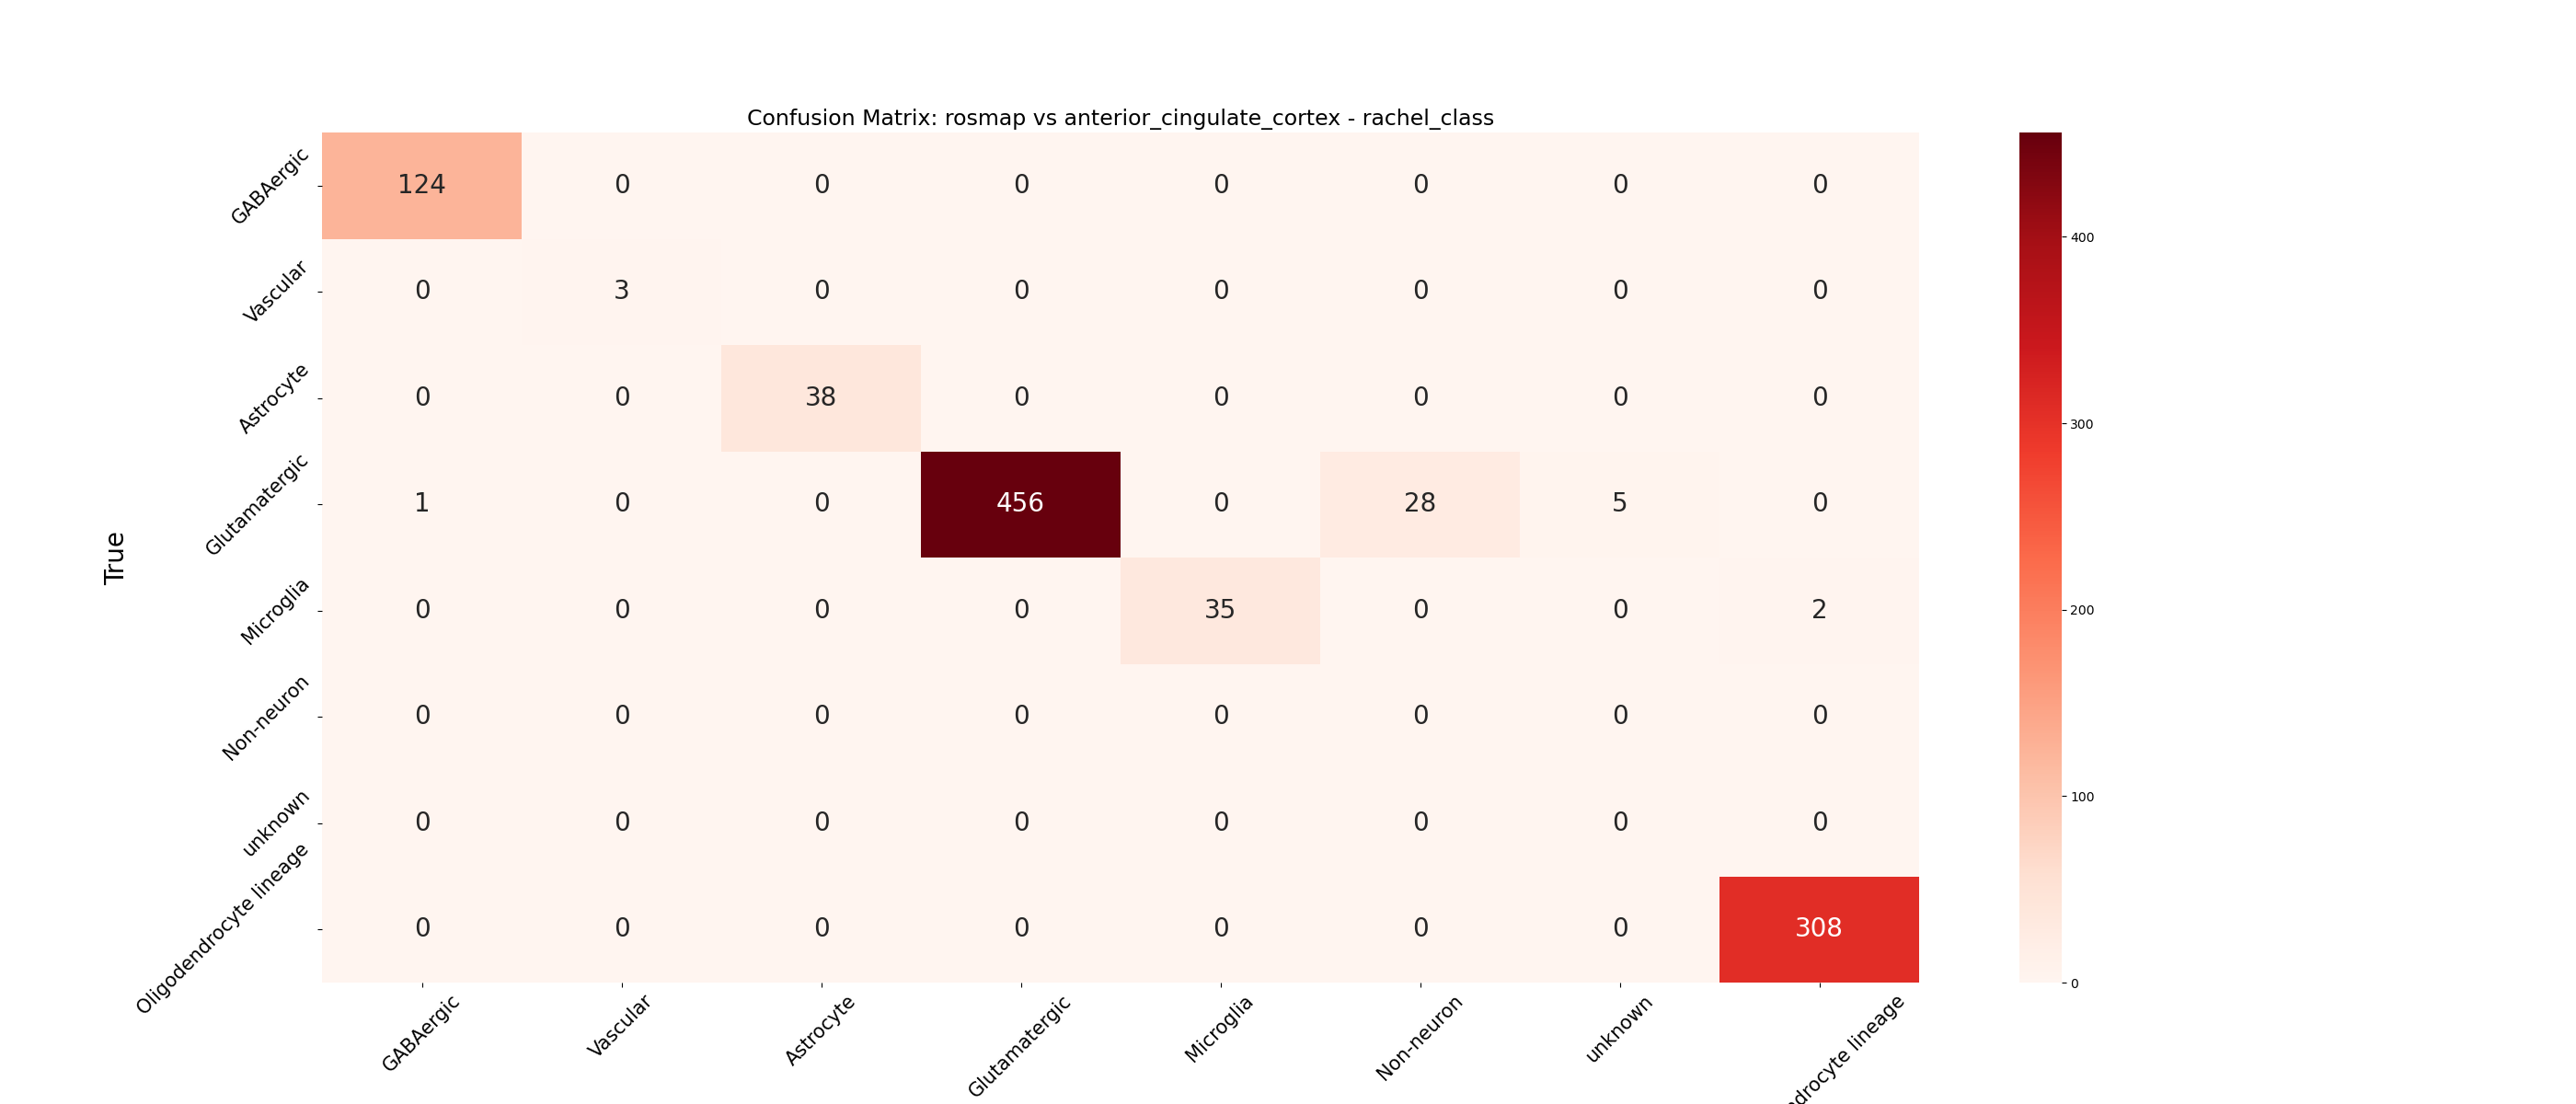 Confusion Matrix: rosmap vs anterior_cingulate_cortex - rachel_class
True
GABAergic 124 0 0 0 0 0 0 0
Vascular 0 3 0 0 0 0 0 0
Astrocyte 0 0 38 0 0 0 0 0
Glutamatergic 1 0 0 456 0 28 5 0
Microglia 0 0 0 0 35 0 0 2
Non-neuron 0 0 0 0 0 0 0 0
unknown 0 0 0 0 0 0 0 0
Oligodendrocyte lineage 0 0 0 0 0 0 0 308
GABAergic Vascular Astrocyte Glutamatergic Microglia Non-neuron unknown lineage
400
300
200
100
0